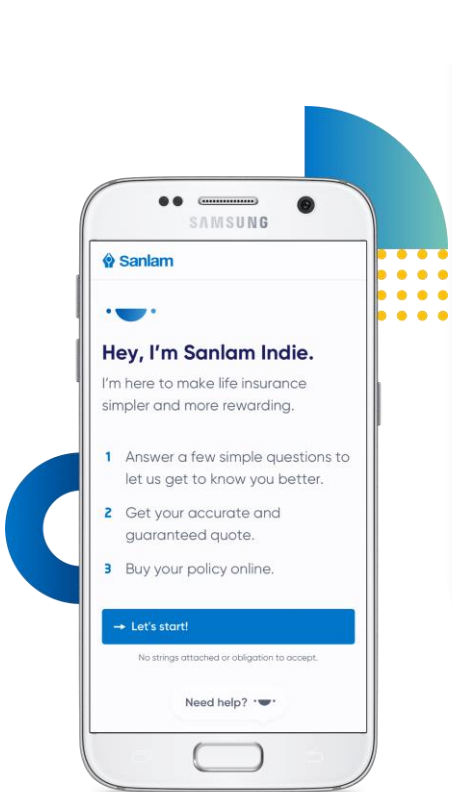 SAMSUNG
Sanlam
Hey, I'm Sanlam Indie.
I'm here to make life insurance
simpler and more rewarding.
1 Answer a few simple questions to
let us get to know you better.
2 Get your accurate and
guaranteed quote.
3 Buy your policy online.
→ Let's start!
No strings attached or obligation to accept.
Need help?